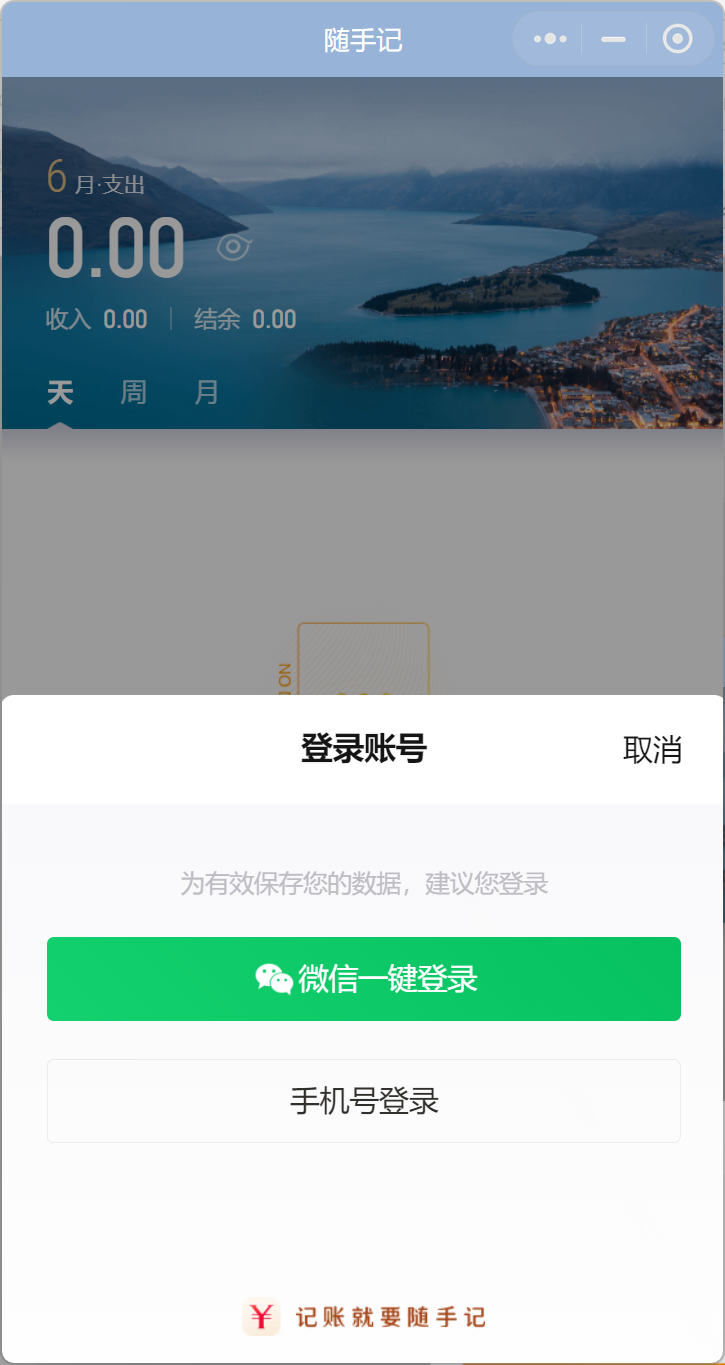 随手记
6月·支出
0.00
收入 0.00 结余 0.00
天 周 月
NO
登录账号 取消
为有效保存您的数据，建议您登录
微信一键登录
手机号登录
¥ 记账就要随手记